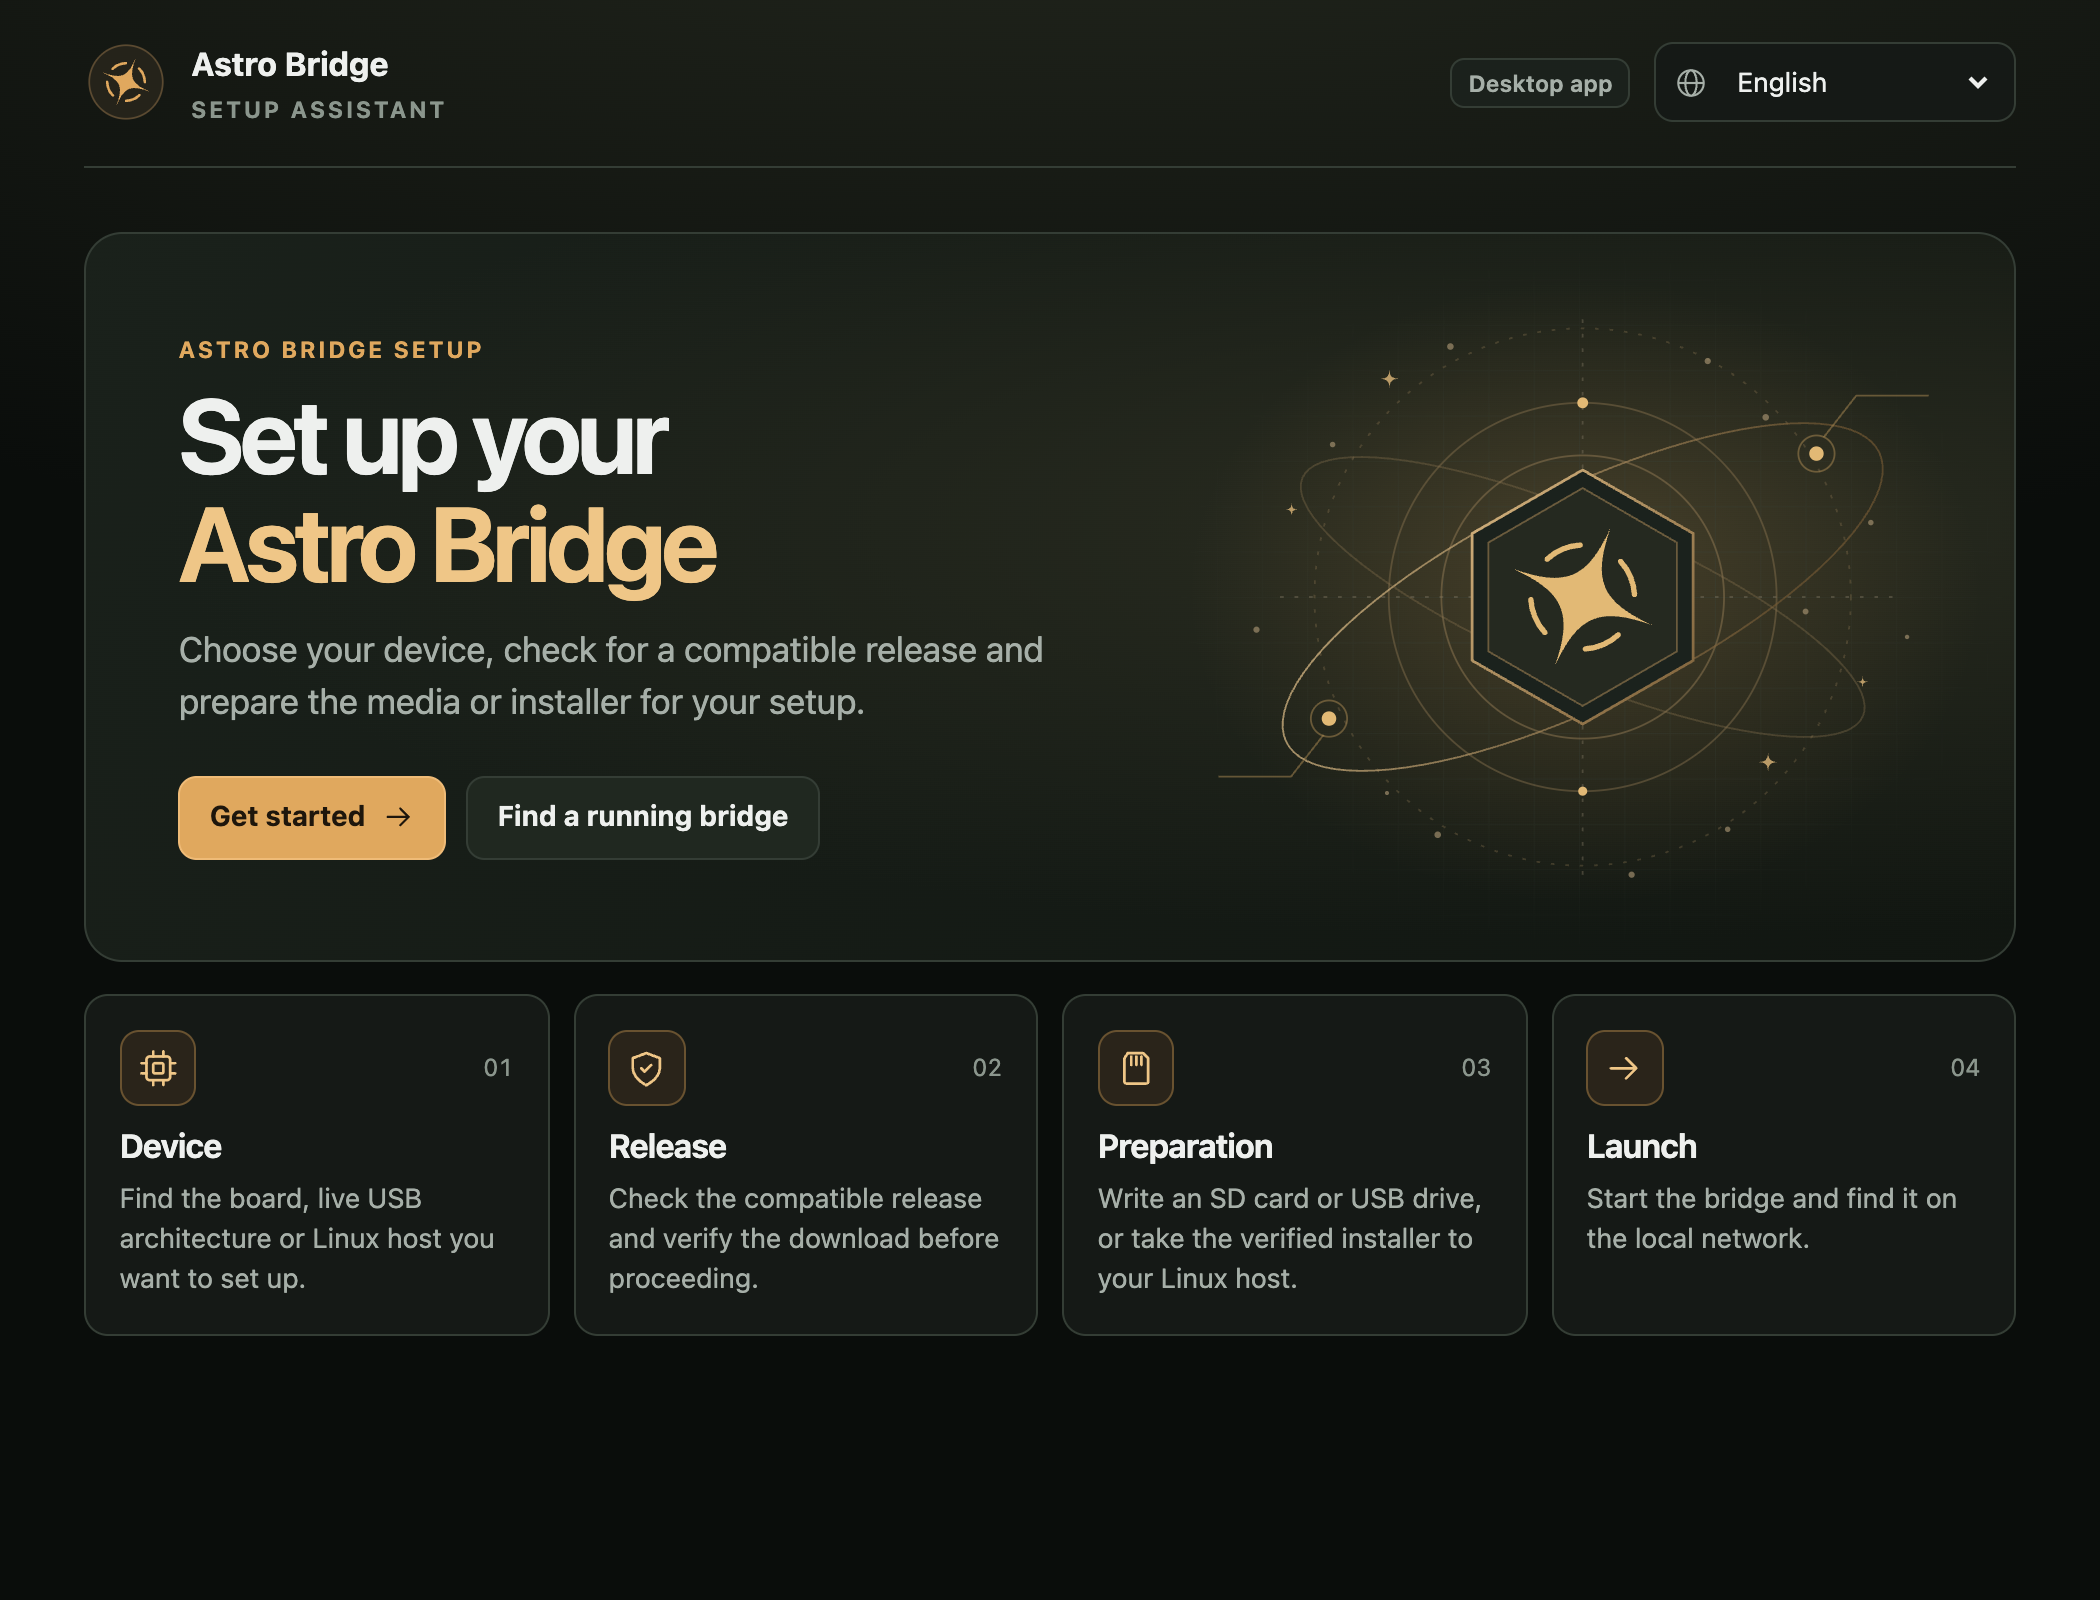 Astro Bridge
SETUP ASSISTANT
Desktop app
English
ASTRO BRIDGE SETUP
Set up your
Astro Bridge
Choose your device, check for a compatible release and
prepare the media or installer for your setup.
Get started
Find a running bridge
01
Device
Find the board, live USB
architecture or Linux host you
want to set up.
02
Release
Check the compatible release
and verify the download before
proceeding.
03
Preparation
Write an SD card or USB drive,
or take the verified installer to
your Linux host.
04
Launch
Start the bridge and find it on
the local network.